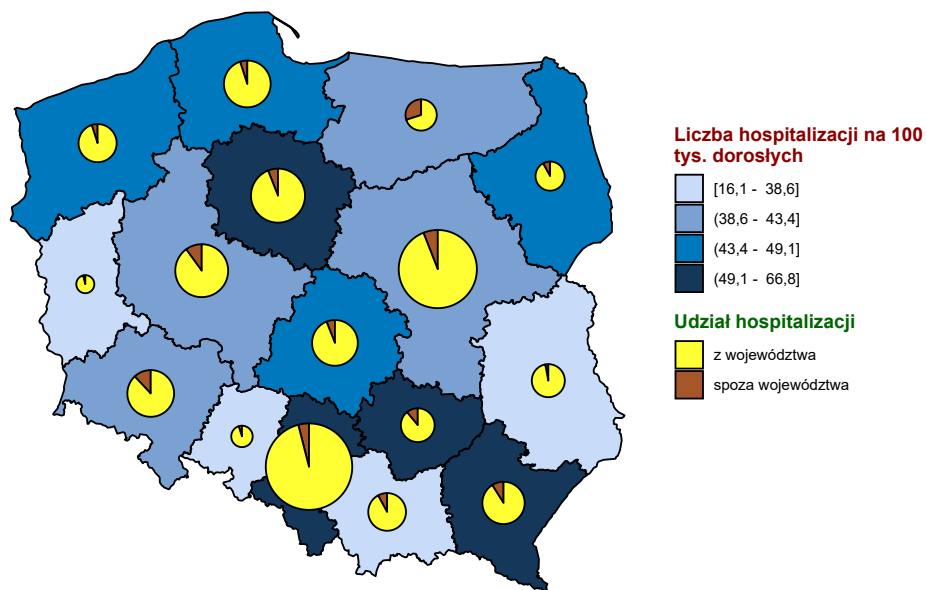 Liczba hospitalizacji na 100
tys. dorosłych
[16,1 - 38,6]
(38,6 - 43,4]
(43,4 - 49,1]
(49,1 - 66,8]
Udział hospitalizacji
z województwa
spoza województwa